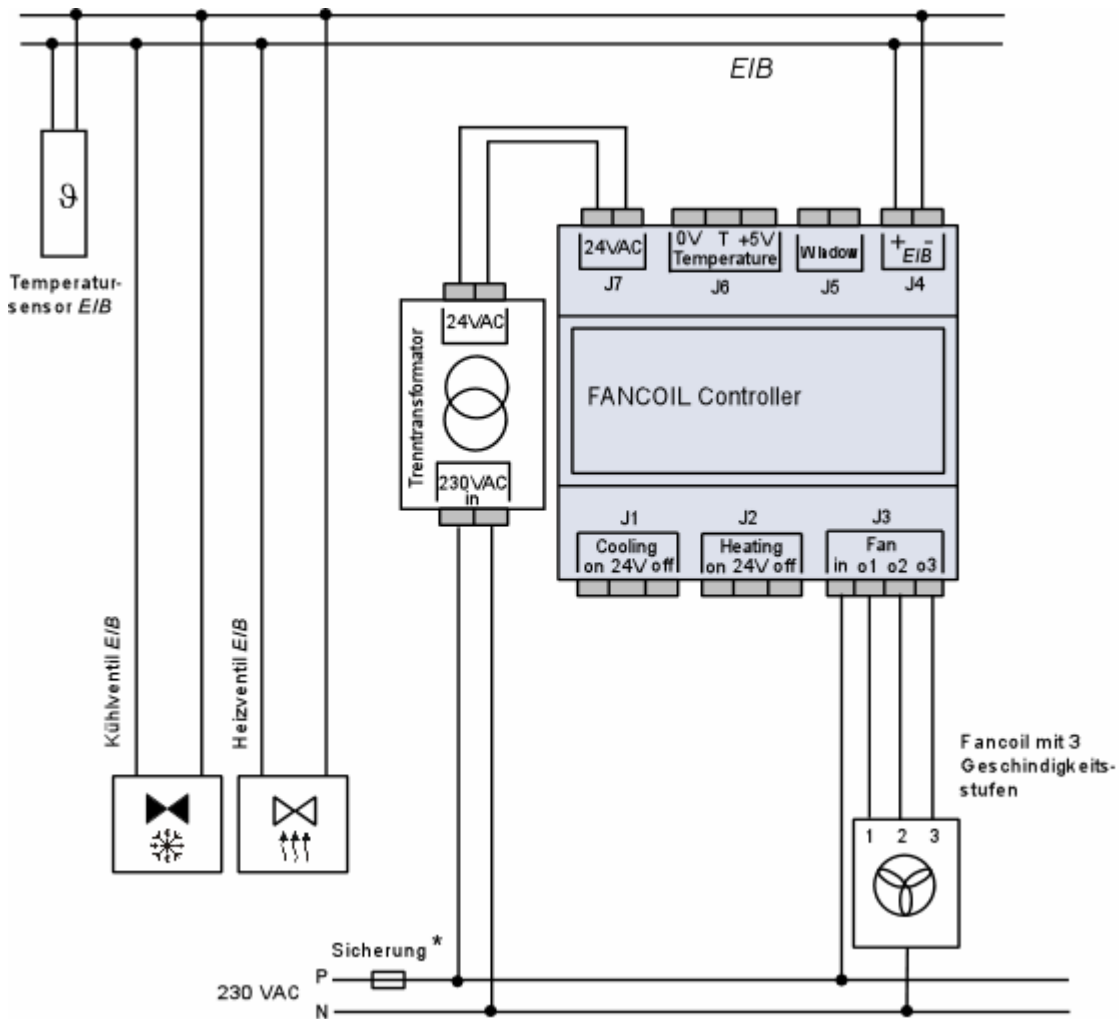 EIB
ϑ
Temperatur-
sensor EIB
24VAC
J7
0V T +5V
Temperature
J6
Window
J5
+ -
EIB
J4
FANCOIL Controller
24VAC
Trenntransformator
230VAC
in
J1
Cooling
on 24V off
J2
Heating
on 24V off
J3
Fan
in o1 o2 o3
Kühlventil EIB
Heizventil EIB
Fancoil mit 3
Geschindigkeits-
stufen
1 2 3
Sicherung *
P
230 VAC
N